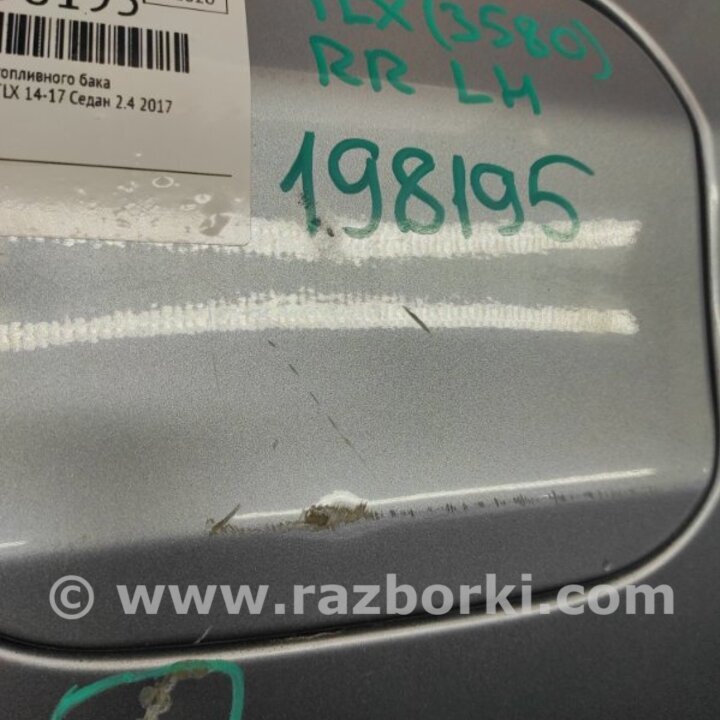 топливного бака
TLX 14-17 Седан 2.4 2017
TLX (3580)
RR LH
198195
© www.razborki.com